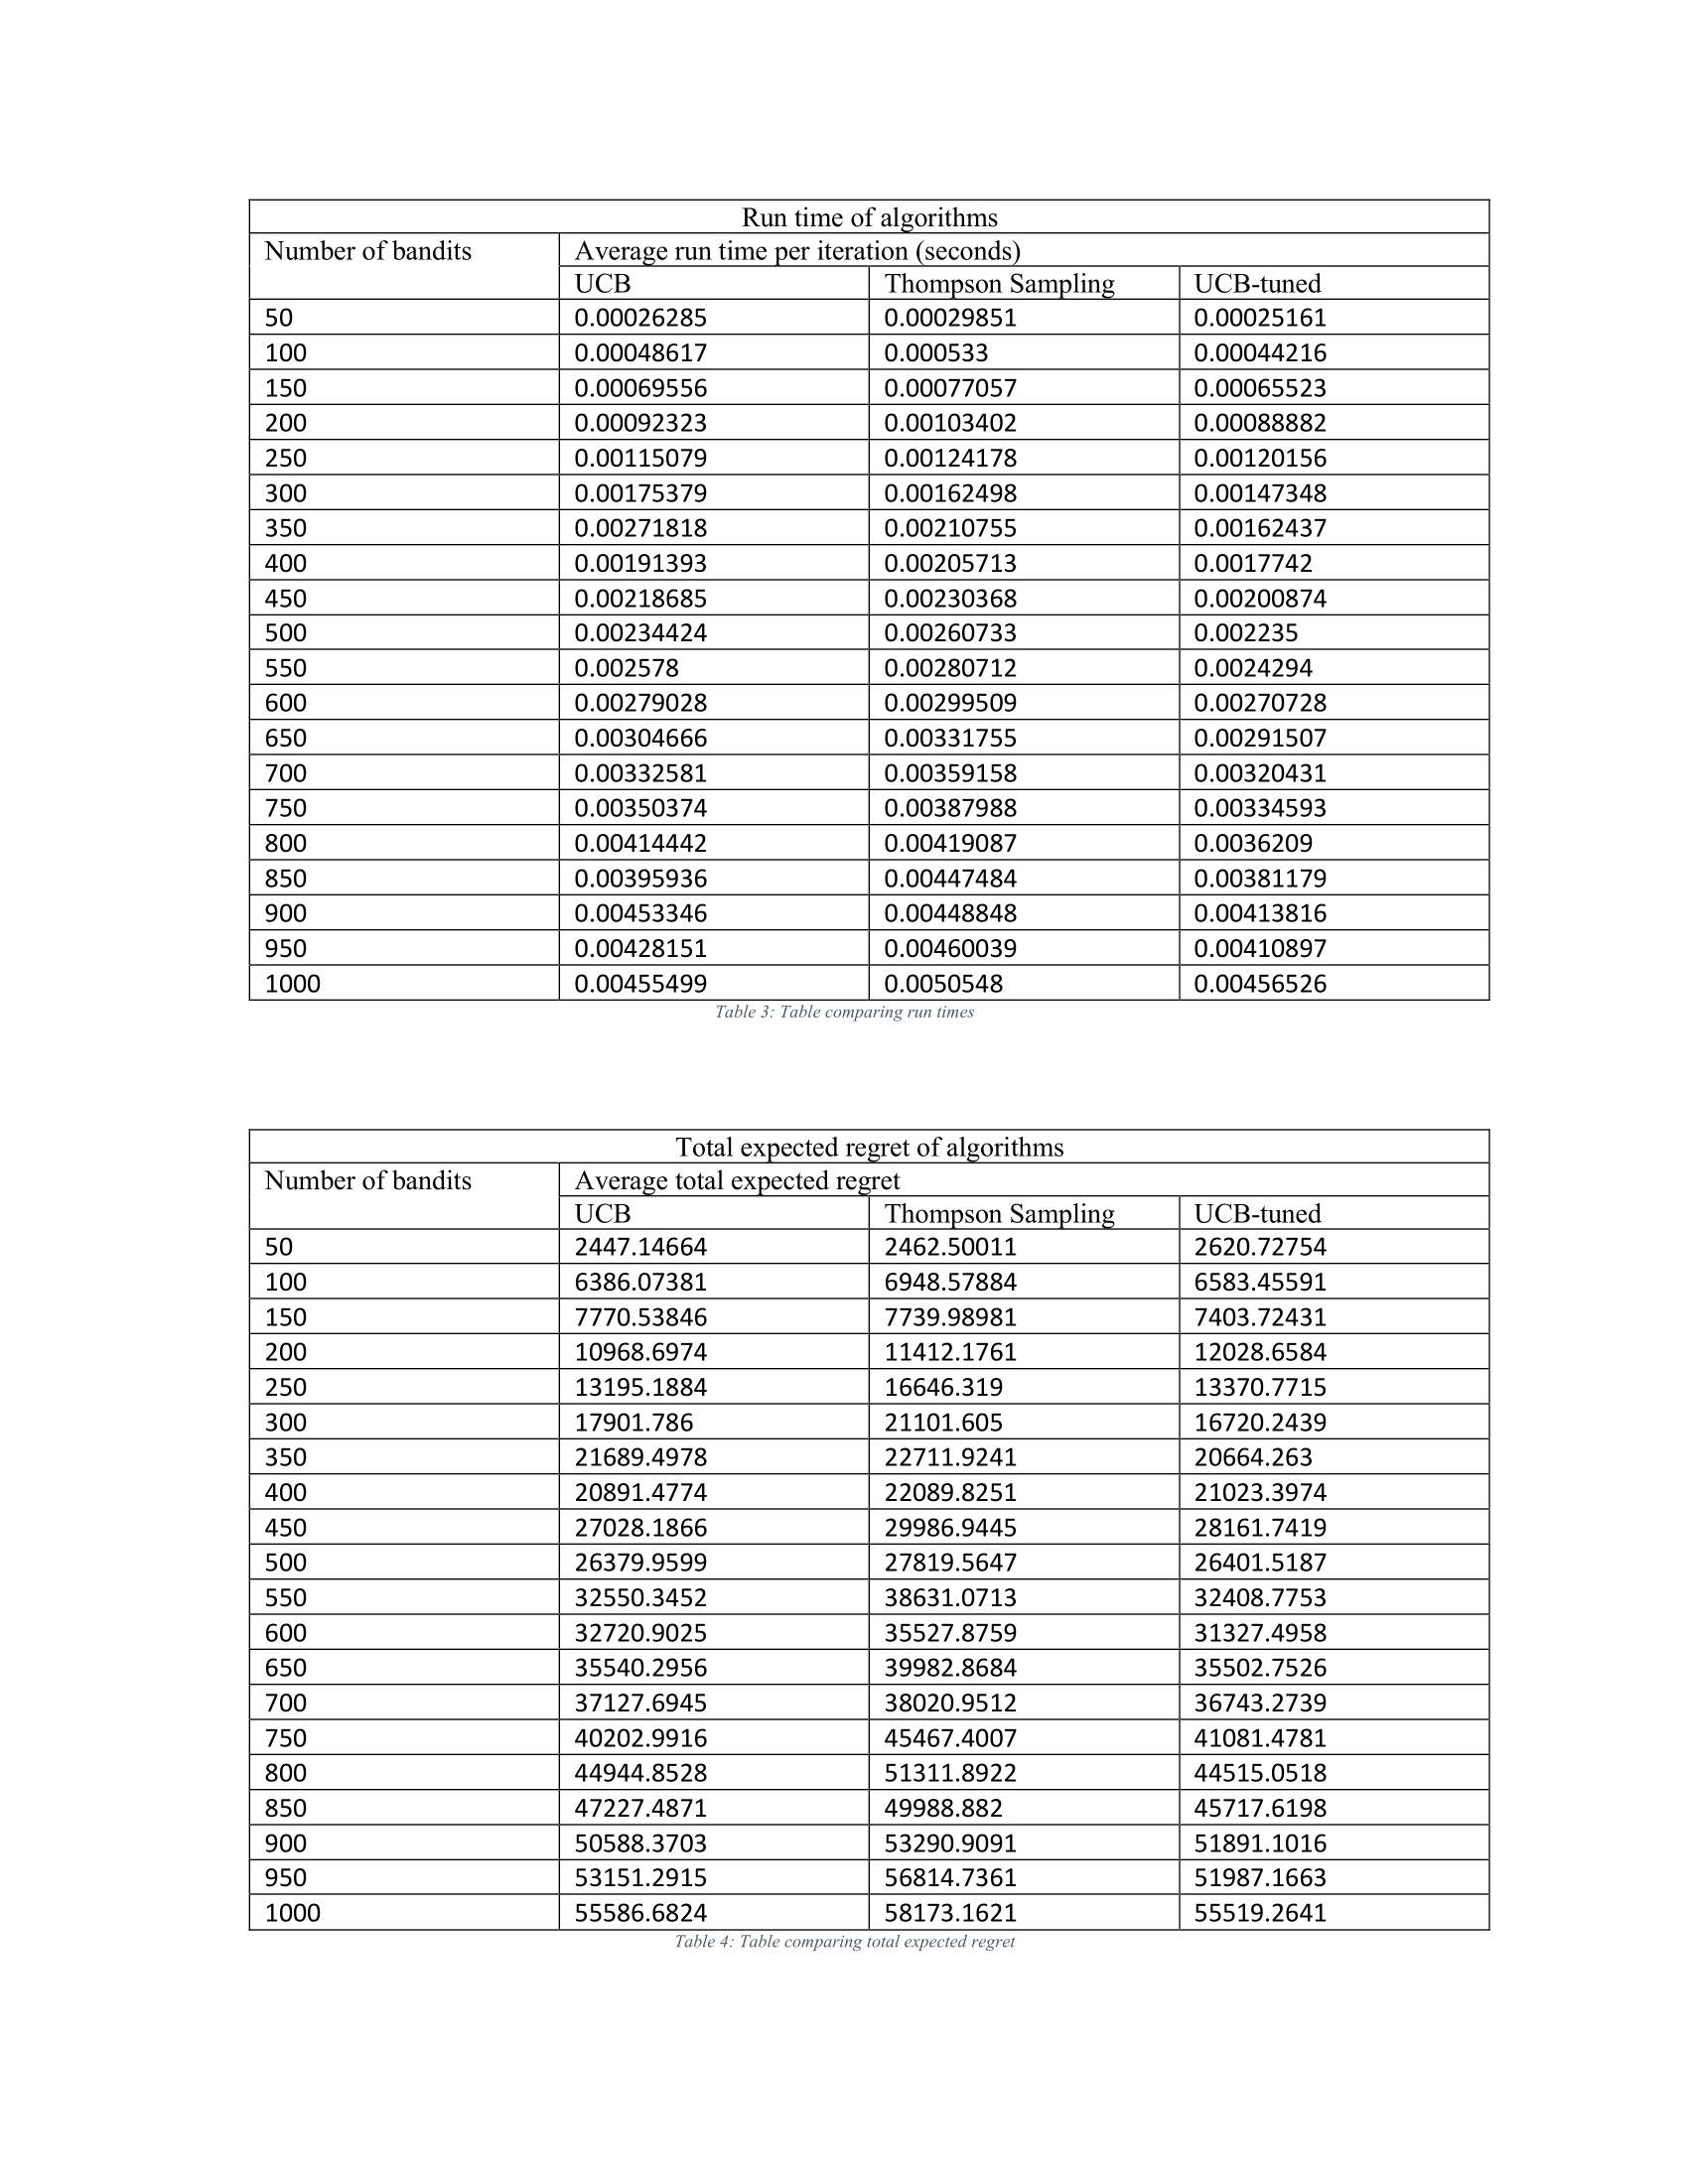 Run time of algorithms
Number of bandits Average run time per iteration (seconds)
UCB Thompson Sampling UCB-tuned
50 0.00026285 0.00029851 0.00025161
100 0.00048617 0.000533 0.00044216
150 0.00069556 0.00077057 0.00065523
200 0.00092323 0.00103402 0.00088882
250 0.00115079 0.00124178 0.00120156
300 0.00175379 0.00162498 0.00147348
350 0.00271818 0.00210755 0.00162437
400 0.00191393 0.00205713 0.0017742
450 0.00218685 0.00230368 0.00200874
500 0.00234424 0.00260733 0.002235
550 0.002578 0.00280712 0.0024294
600 0.00279028 0.00299509 0.00270728
650 0.00304666 0.00331755 0.00291507
700 0.00332581 0.00359158 0.00320431
750 0.00350374 0.00387988 0.00334593
800 0.00414442 0.00419087 0.0036209
850 0.00395936 0.00447484 0.00381179
900 0.00453346 0.00448848 0.00413816
950 0.00428151 0.00460039 0.00410897
1000 0.00455499 0.0050548 0.00456526
Table 3: Table comparing run times
Total expected regret of algorithms
Number of bandits Average total expected regret
UCB Thompson Sampling UCB-tuned
50 2447.14664 2462.50011 2620.72754
100 6386.07381 6948.57884 6583.45591
150 7770.53846 7739.98981 7403.72431
200 10968.6974 11412.1761 12028.6584
250 13195.1884 16646.319 13370.7715
300 17901.786 21101.605 16720.2439
350 21689.4978 22711.9241 20664.263
400 20891.4774 22089.8251 21023.3974
450 27028.1866 29986.9445 28161.7419
500 26379.9599 27819.5647 26401.5187
550 32550.3452 38631.0713 32408.7753
600 32720.9025 35527.8759 31327.4958
650 35540.2956 39982.8684 35502.7526
700 37127.6945 38020.9512 36743.2739
750 40202.9916 45467.4007 41081.4781
800 44944.8528 51311.8922 44515.0518
850 47227.4871 49988.882 45717.6198
900 50588.3703 53290.9091 51891.1016
950 53151.2915 56814.7361 51987.1663
1000 55586.6824 58173.1621 55519.2641
Table 4: Table comparing total expected regret